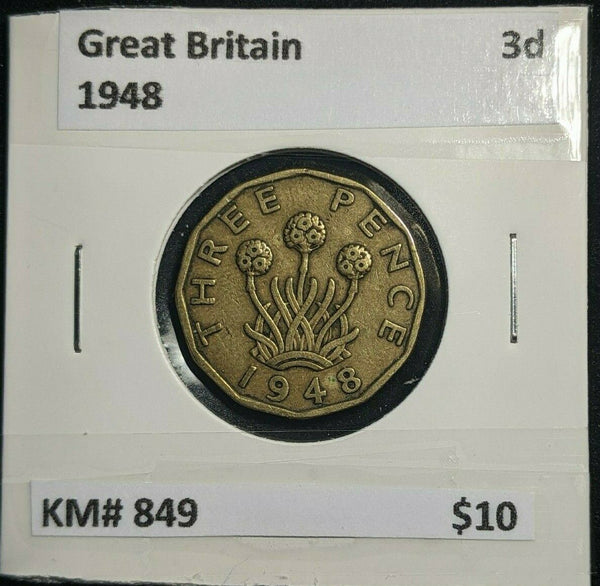 Great Britain 3d
1948
THREE PENCE
1948
KM# 849 $10